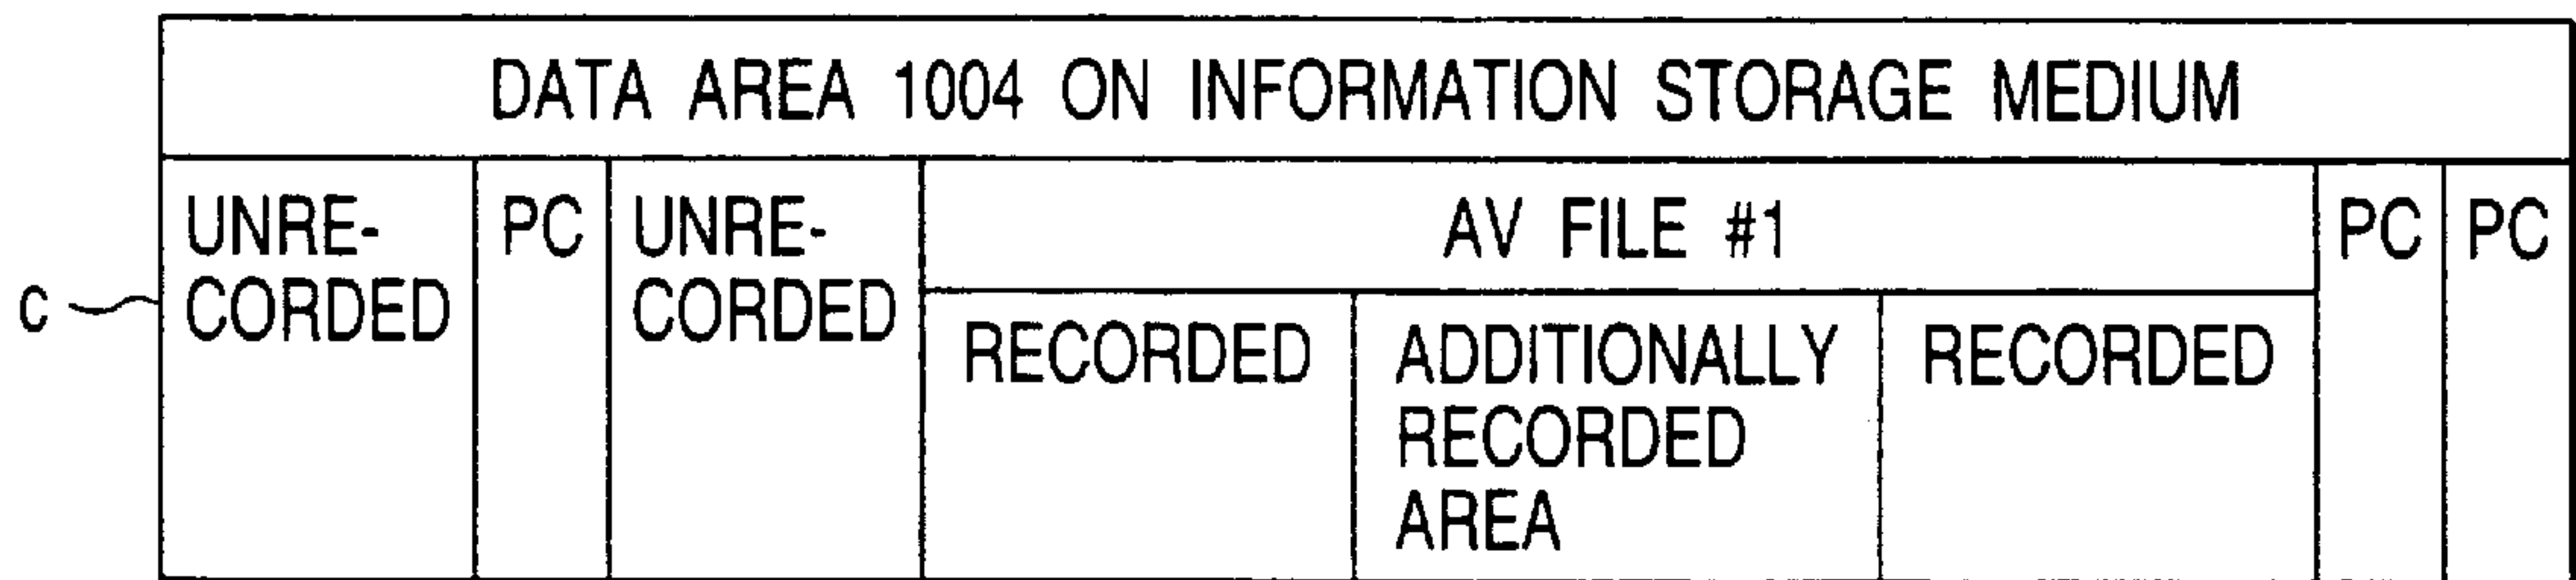 DATA AREA 1004 ON INFORMATION STORAGE MEDIUM
C
UNRE-
CORDED
PC
UNRE-
CORDED
AV FILE #1
RECORDED
ADDITIONALLY
RECORDED
AREA
RECORDED
PC
PC